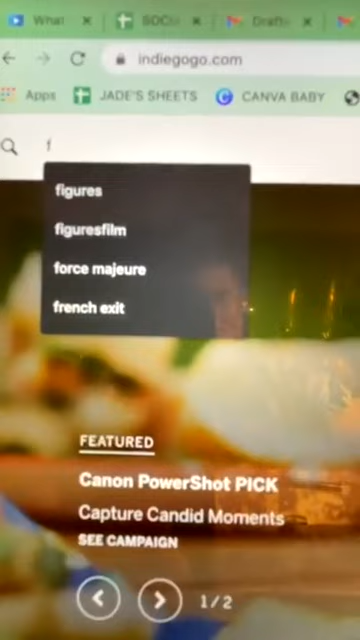 What
Drafts
indiegogo.com
Apps JADE'S SHEETS CANVA BABY
f
figures
figuresfilm
force majeure
french exit
FEATURED
Canon PowerShot PICK
Capture Candid Moments
SEE CAMPAIGN
1/2